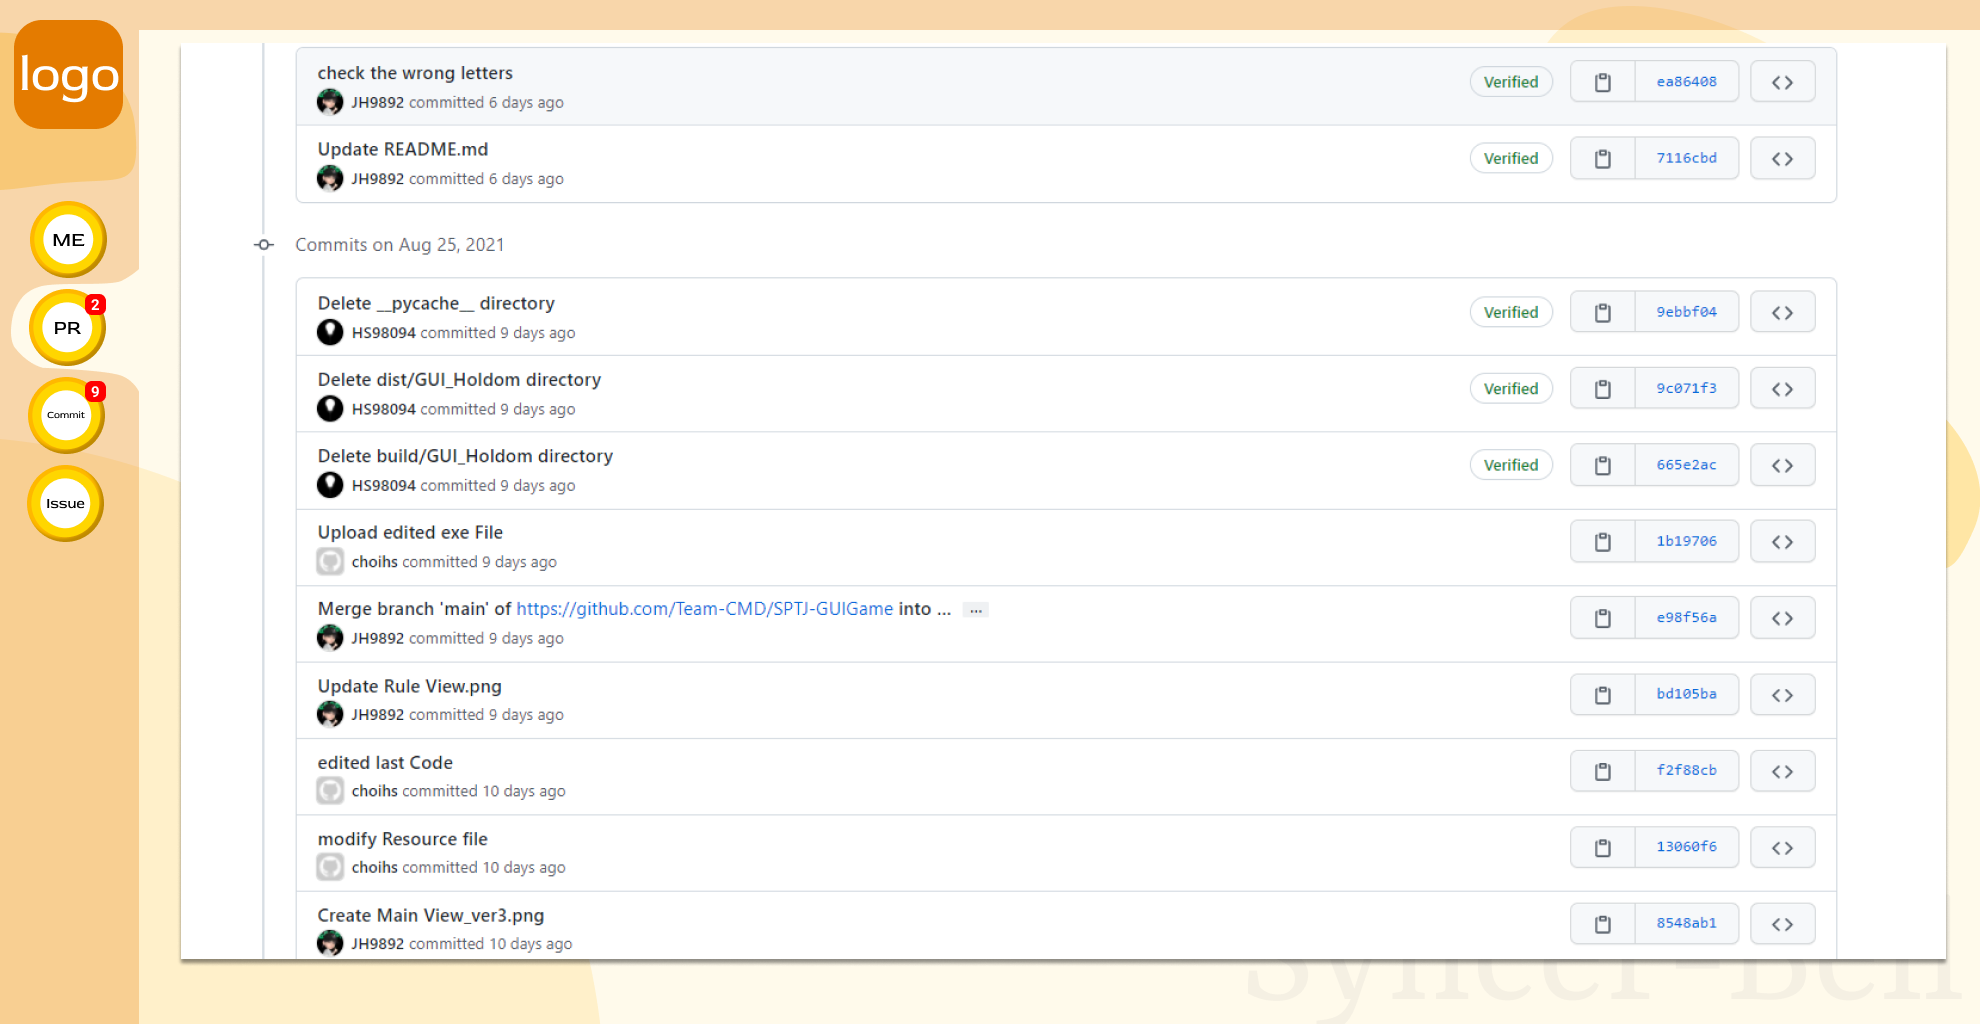 logo
ME
PR
2
Commit
9
Issue
check the wrong letters
JH9892 committed 6 days ago
Verified
ea86408
Update README.md
JH9892 committed 6 days ago
Verified
7116cbd
Commits on Aug 25, 2021
Delete __pycache__ directory
HS98094 committed 9 days ago
Verified
9ebbf04
Delete dist/GUI_Holdom directory
HS98094 committed 9 days ago
Verified
9c071f3
Delete build/GUI_Holdom directory
HS98094 committed 9 days ago
Verified
665e2ac
Upload edited exe File
choihs committed 9 days ago
1b19706
Merge branch 'main' of https://github.com/Team-CMD/SPTJ-GUIGame into ... ...
JH9892 committed 9 days ago
e98f56a
Update Rule View.png
JH9892 committed 9 days ago
bd105ba
edited last Code
choihs committed 10 days ago
f2f88cb
modify Resource file
choihs committed 10 days ago
13060f6
Create Main View_ver3.png
JH9892 committed 10 days ago
8548ab1